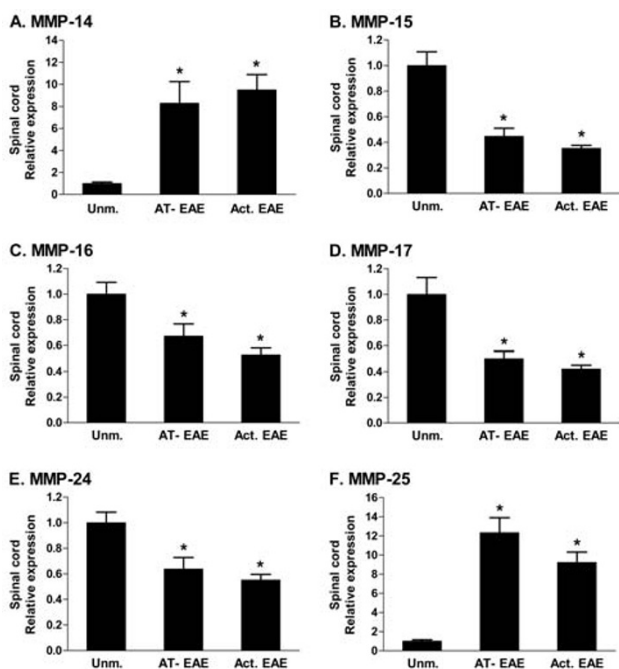 A. MMP-14
Spinal cord
Relative expression
14
12
10
8
6
4
2
0
*
*
Unm.
AT- EAE
Act. EAE
B. MMP-15
Spinal cord
Relative expression
1.2
1.0
0.8
0.6
0.4
0.2
0.0
*
*
Unm.
AT- EAE
Act. EAE
C. MMP-16
Spinal cord
Relative expression
1.2
1.0
0.8
0.6
0.4
0.2
0.0
*
*
Unm.
AT- EAE
Act. EAE
D. MMP-17
Spinal cord
Relative expression
1.2
1.0
0.8
0.6
0.4
0.2
0.0
*
*
Unm.
AT- EAE
Act. EAE
E. MMP-24
Spinal cord
Relative expression
1.2
1.0
0.8
0.6
0.4
0.2
0.0
*
*
Unm.
AT- EAE
Act. EAE
F. MMP-25
Spinal cord
Relative expression
16
14
12
10
8
6
4
2
0
*
*
Unm.
AT- EAE
Act. EAE